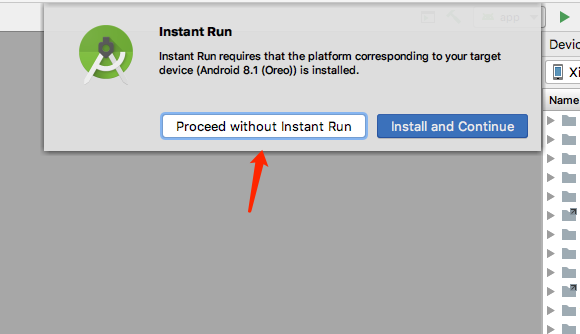 Instant Run
app
Instant Run requires that the platform corresponding to your target
device (Android 8.1 (Oreo)) is installed.
Devic
Xi
Proceed without Instant Run
Install and Continue
Name